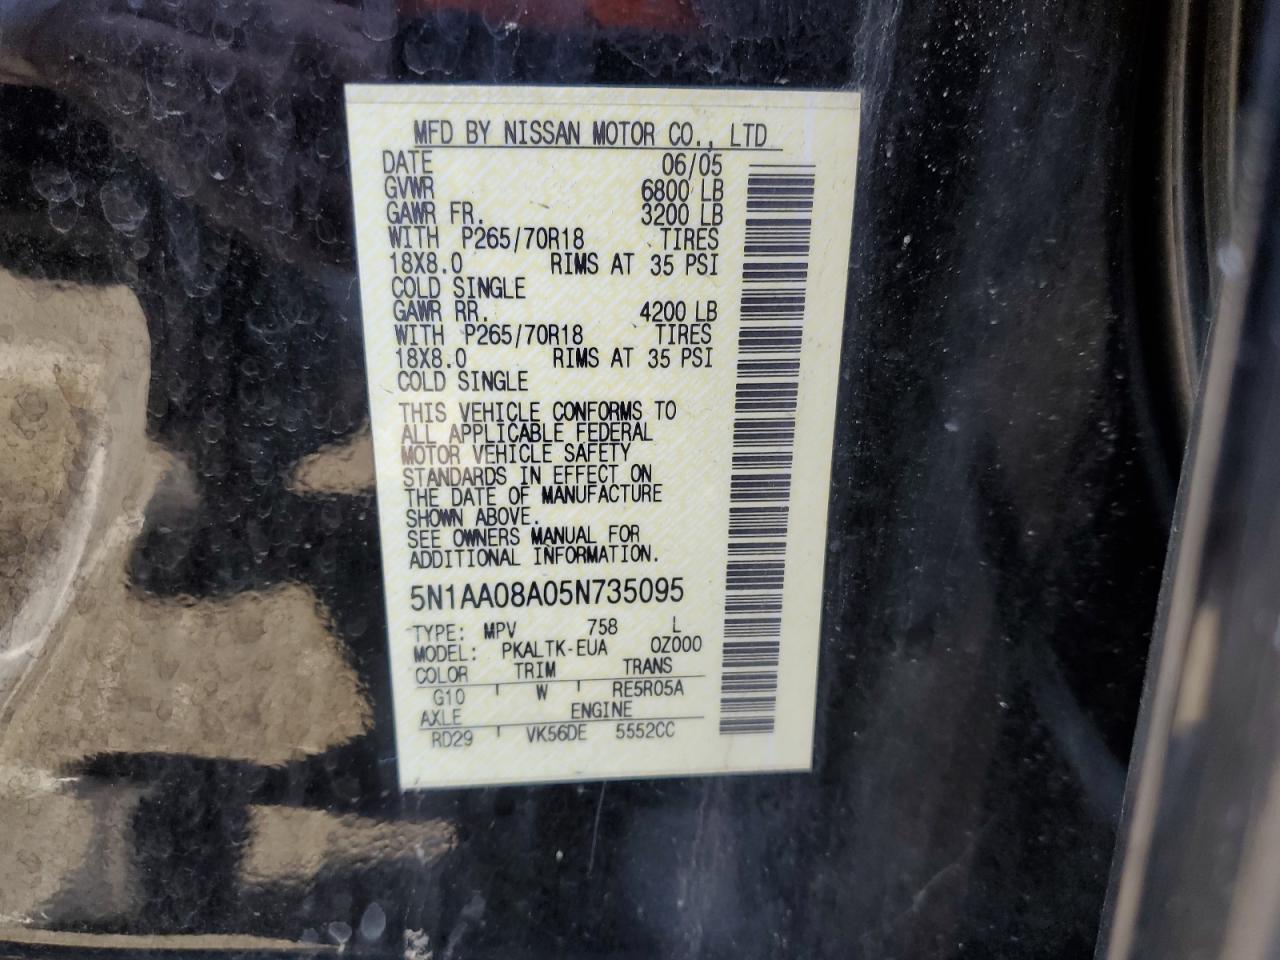 MFD BY NISSAN MOTOR CO., LTD
DATE 06/05
GVWR 6800 LB
GAWR FR. 3200 LB
WITH P265/70R18 TIRES
18X8.0 RIMS AT 35 PSI
COLD SINGLE
GAWR RR. 4200 LB
WITH P265/70R18 TIRES
18X8.0 RIMS AT 35 PSI
COLD SINGLE
THIS VEHICLE CONFORMS TO
ALL APPLICABLE FEDERAL
MOTOR VEHICLE SAFETY
STANDARDS IN EFFECT ON
THE DATE OF MANUFACTURE
SHOWN ABOVE.
SEE OWNERS MANUAL FOR
ADDITIONAL INFORMATION.
5N1AA08A05N735095
TYPE: MPV 758 L
MODEL: PKALTK-EUA 0Z000
COLOR TRIM TRANS
G10 W RE5R05A
AXLE ENGINE
RD29 VK56DE 5552CC